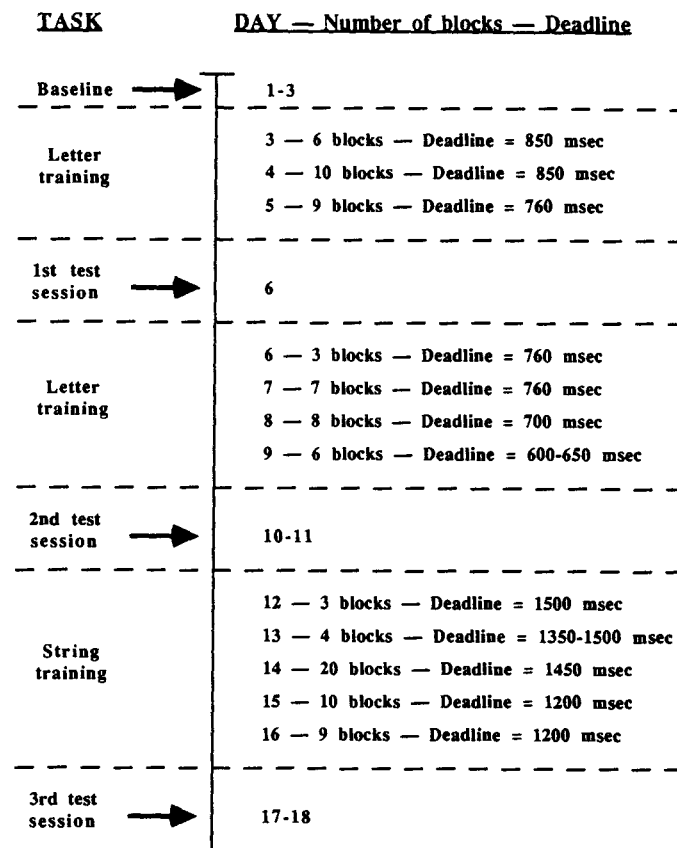 TASK DAY — Number of blocks — Deadline
Baseline 1-3
Letter training
3 — 6 blocks — Deadline = 850 msec
4 — 10 blocks — Deadline = 850 msec
5 — 9 blocks — Deadline = 760 msec
1st test
session 6
Letter training
6 — 3 blocks — Deadline = 760 msec
7 — 7 blocks — Deadline = 760 msec
8 — 8 blocks — Deadline = 700 msec
9 — 6 blocks — Deadline = 600-650 msec
2nd test
session 10-11
String training
12 — 3 blocks — Deadline = 1500 msec
13 — 4 blocks — Deadline = 1350-1500 msec
14 — 20 blocks — Deadline = 1450 msec
15 — 10 blocks — Deadline = 1200 msec
16 — 9 blocks — Deadline = 1200 msec
3rd test
session 17-18